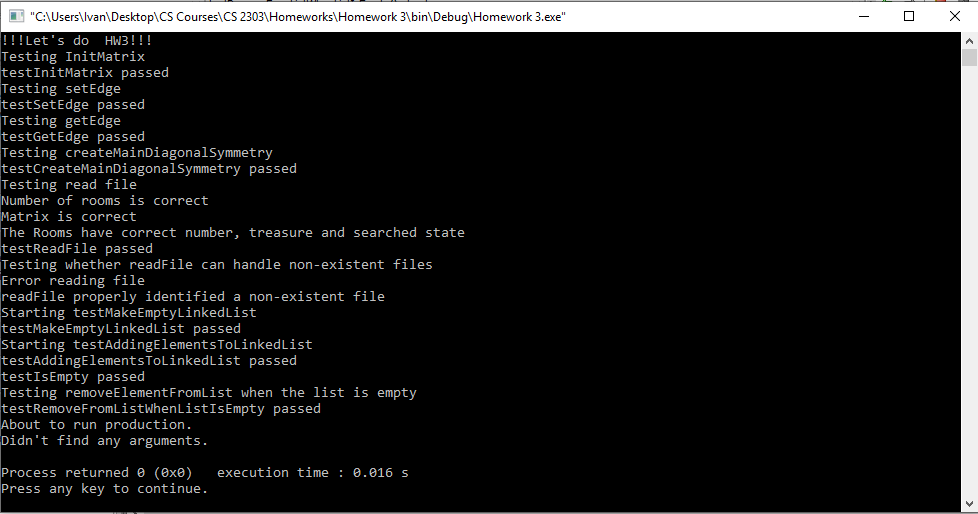 "C:\Users\Ivan\Desktop\CS Courses\CS 2303\Homeworks\Homework 3\bin\Debug\Homework 3.exe"
!!!Let's do  HW3!!!
Testing InitMatrix
testInitMatrix passed
Testing setEdge
testSetEdge passed
Testing getEdge
testGetEdge passed
Testing createMainDiagonalSymmetry
testCreateMainDiagonalSymmetry passed
Testing read file
Number of rooms is correct
Matrix is correct
The Rooms have correct number, treasure and searched state
testReadFile passed
Testing whether readFile can handle non-existent files
Error reading file
readFile properly identified a non-existent file
Starting testMakeEmptyLinkedList
testMakeEmptyLinkedList passed
Starting testAddingElementsToLinkedList
testAddingElementsToLinkedList passed
testIsEmpty passed
Testing removeElementFromList when the list is empty
testRemoveFromListWhenListIsEmpty passed
About to run production.
Didn't find any arguments.

Process returned 0 (0x0)   execution time : 0.016 s
Press any key to continue.